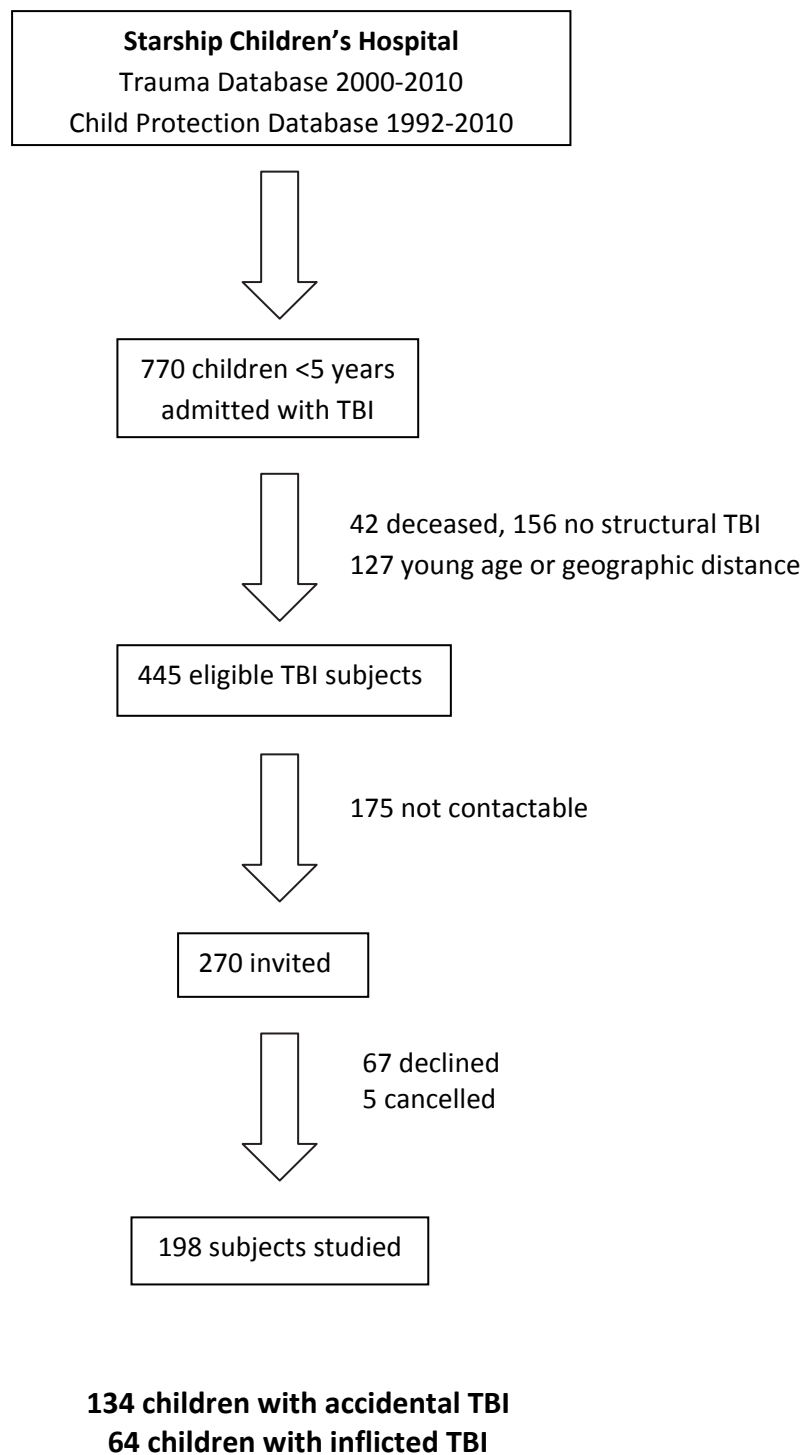 Starship Children’s Hospital
Trauma Database 2000-2010
Child Protection Database 1992-2010
770 children <5 years
admitted with TBI
42 deceased, 156 no structural TBI
127 young age or geographic distance
445 eligible TBI subjects
175 not contactable
270 invited
67 declined
5 cancelled
198 subjects studied
134 children with accidental TBI
64 children with inflicted TBI